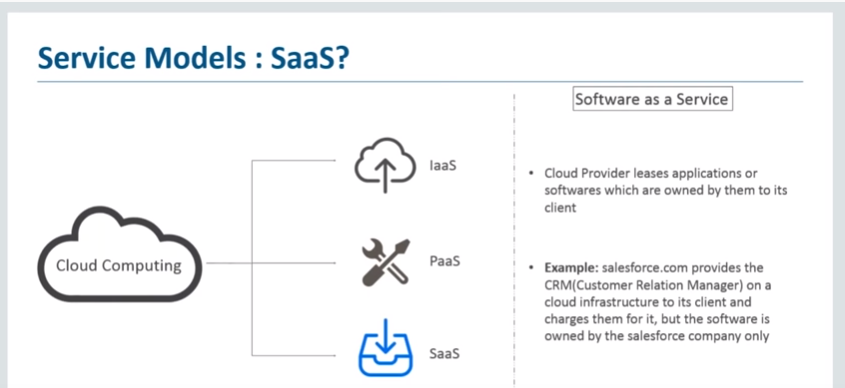 Service Models : SaaS?
Software as a Service
Cloud Computing
IaaS
PaaS
SaaS
• Cloud Provider leases applications or
softwares which are owned by them to its
client
• Example: salesforce.com provides the
CRM(Customer Relation Manager) on a
cloud infrastructure to its client and
charges them for it, but the software is
owned by the salesforce company only